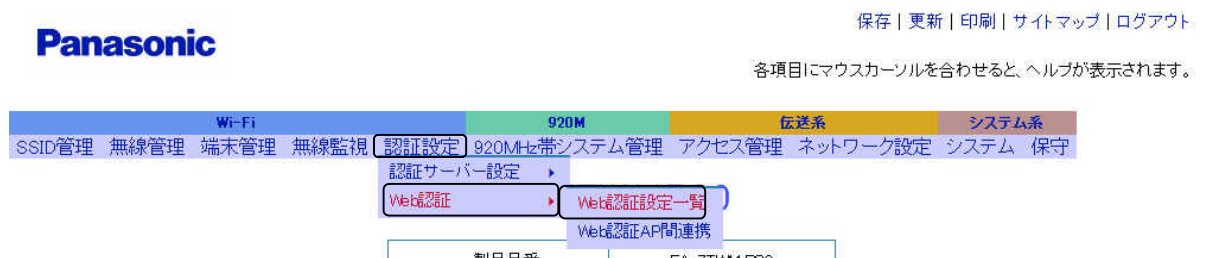 保存 | 更新 | 印刷 | サイトマップ | ログアウト
Panasonic
各項目にマウスカーソルを合わせると、ヘルプが表示されます。
Wi-Fi 920M 伝送系 システム系
SSID管理 無線管理 端末管理 無線監視 認証設定 920MHz帯システム管理 アクセス管理 ネットワーク設定 システム 保守
認証サーバー設定
Web認証 Web認証設定一覧
Web認証AP間連携